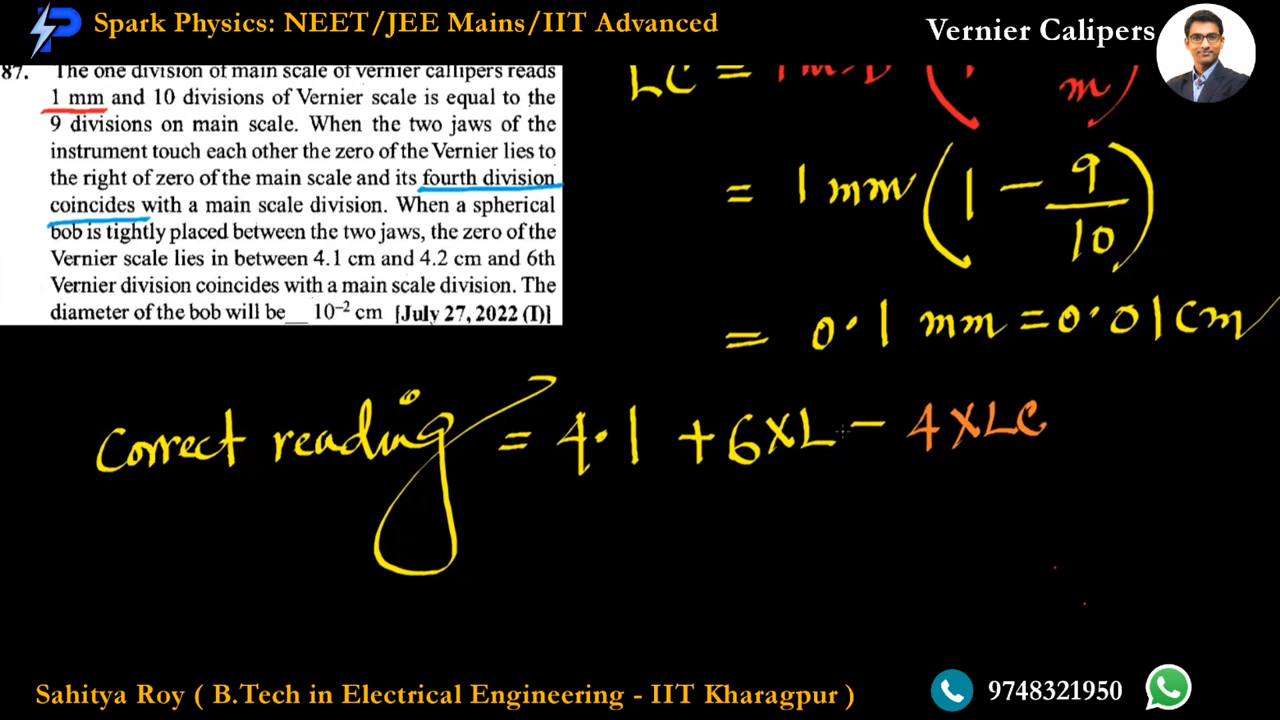 Spark Physics: NEET/JEE Mains/IIT Advanced
Vernier Calipers
87. The one division of main scale of vernier callipers reads
1 mm and 10 divisions of Vernier scale is equal to the
9 divisions on main scale. When the two jaws of the
instrument touch each other the zero of the Vernier lies to
the right of zero of the main scale and its fourth division
coincides with a main scale division. When a spherical
bob is tightly placed between the two jaws, the zero of the
Vernier scale lies in between 4.1 cm and 4.2 cm and 6th
Vernier division coincides with a main scale division. The
diameter of the bob will be__ 10⁻² cm [July 27, 2022 (I)]
LC =
m
= 1 mm (1 - 9/10)
= 0.1 mm = 0.01 cm
Correct reading = 4.1 + 6XL - 4XLC
Sahitya Roy ( B.Tech in Electrical Engineering - IIT Kharagpur )
9748321950